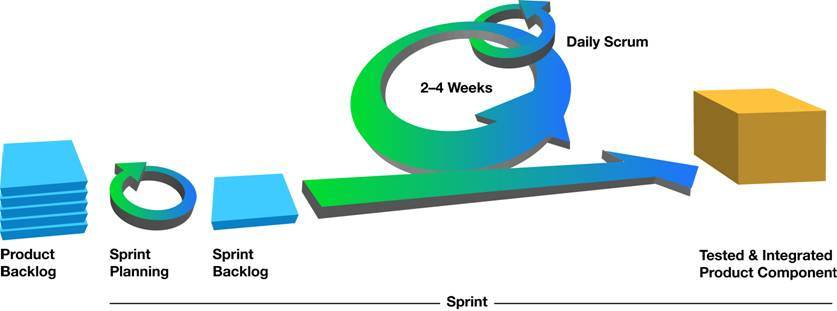 Daily Scrum
2–4 Weeks
Product
Backlog
Sprint
Planning
Sprint
Backlog
Tested & Integrated
Product Component
Sprint